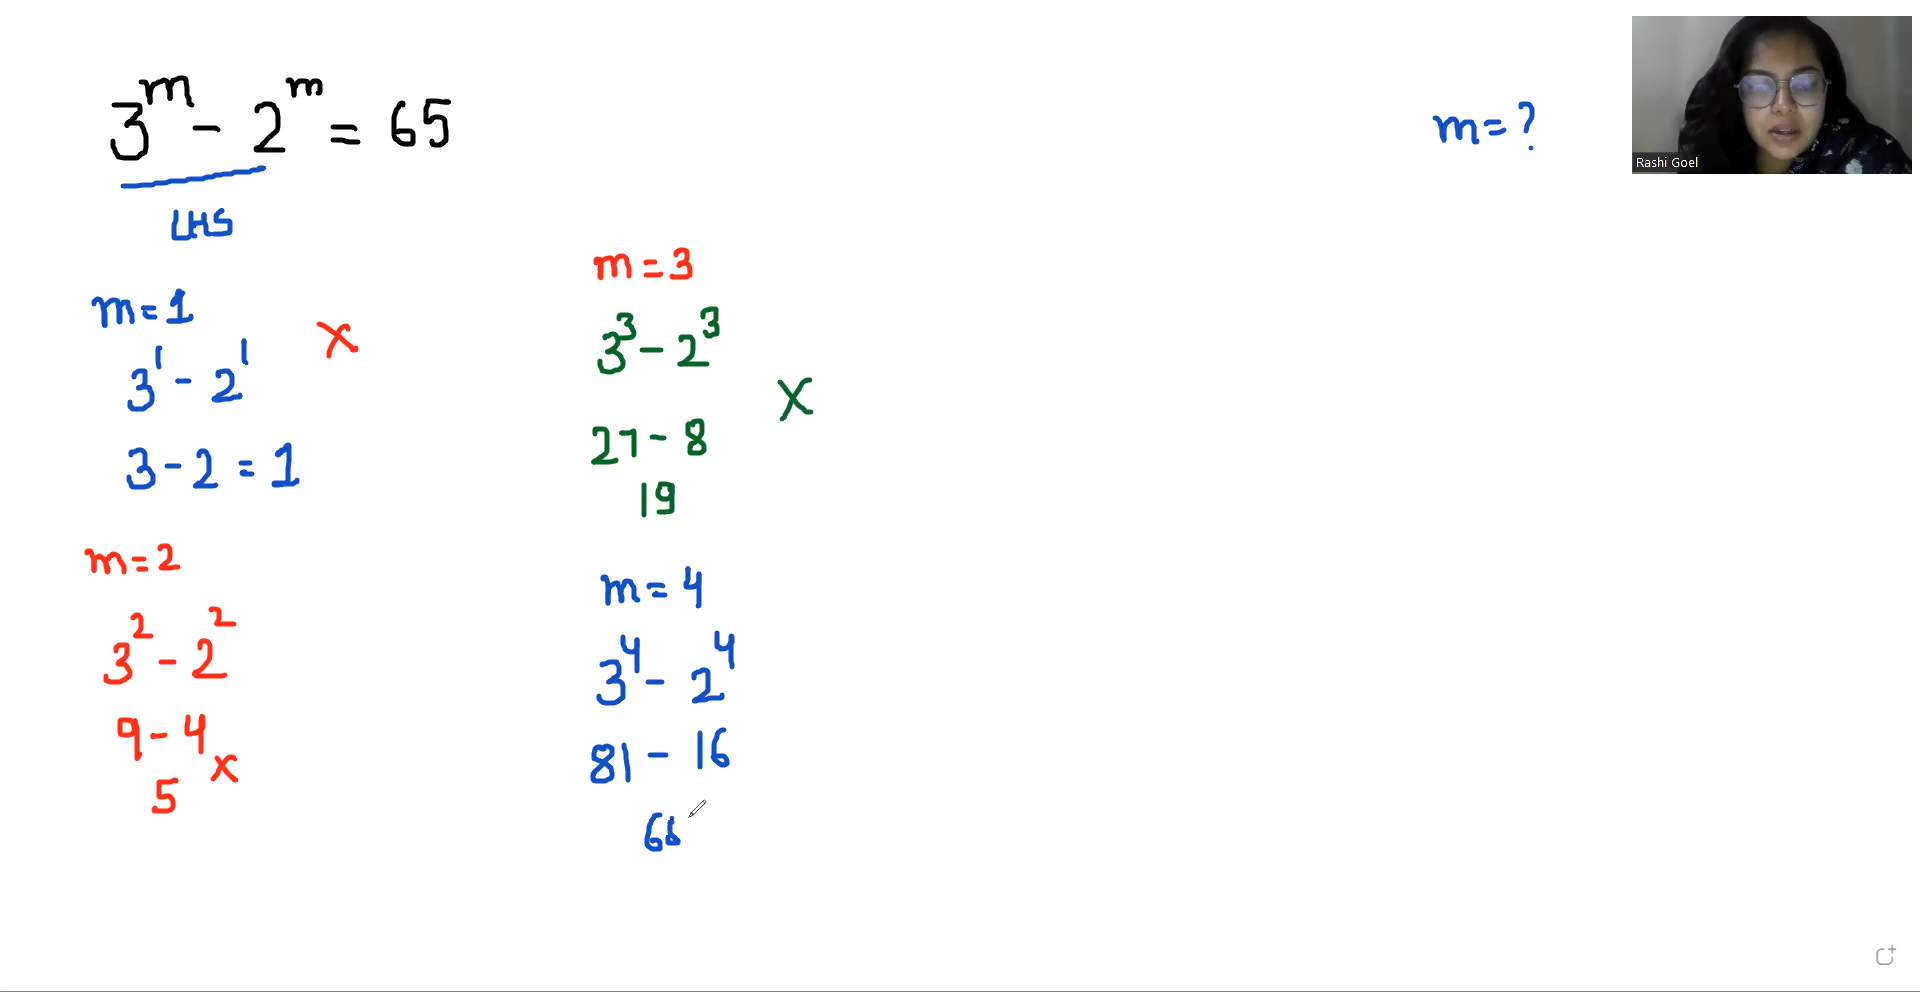 3^m - 2^m = 65
LHS
m = 1
3^1 - 2^1 X
3 - 2 = 1
m = 2
3^2 - 2^2
9 - 4 X
5
m = 3
3^3 - 2^3
X
27 - 8
19
m = 4
3^4 - 2^4
81 - 16
m = ?
Rashi Goel